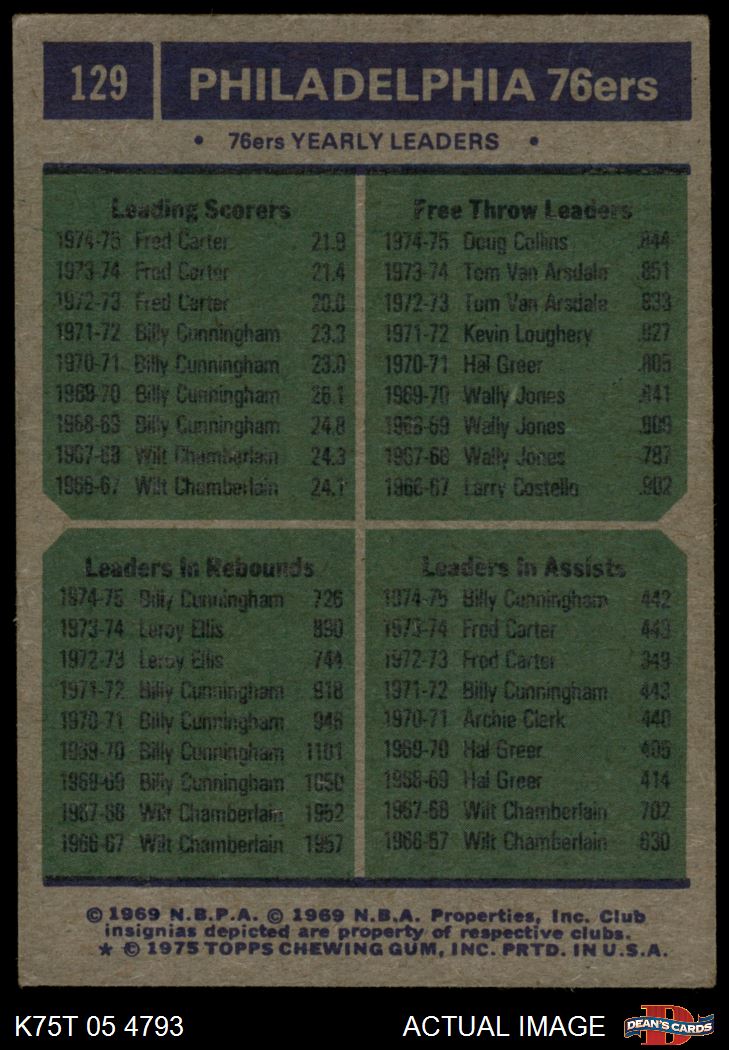 129 PHILADELPHIA 76ers
• 76ers YEARLY LEADERS •
Leading Scorers
1974-75 Fred Carter 21.9
1973-74 Fred Carter 21.4
1972-73 Fred Carter 20.0
1971-72 Billy Cunningham 23.3
1970-71 Billy Cunningham 23.0
1969-70 Billy Cunningham 26.1
1968-69 Billy Cunningham 24.8
1967-68 Wilt Chamberlain 24.3
1966-67 Wilt Chamberlain 24.1
Free Throw Leaders
1974-75 Doug Collins .844
1973-74 Tom Van Arsdale .851
1972-73 Tom Van Arsdale .833
1971-72 Kevin Loughery .827
1970-71 Hal Greer .805
1969-70 Wally Jones .841
1968-69 Wally Jones
1967-68 Wally Jones .787
1966-67 Larry Costello .902
Leaders in Rebounds
1974-75 Billy Cunningham 726
1973-74 Leroy Ellis 890
1972-73 Leroy Ellis 744
1971-72 Billy Cunningham 918
1970-71 Billy Cunningham 946
1969-70 Billy Cunningham 1101
1968-69 Billy Cunningham 1050
1967-68 Wilt Chamberlain 1952
1966-67 Wilt Chamberlain 1957
Leaders in Assists
1974-75 Billy Cunningham 442
1973-74 Fred Carter 443
1972-73 Fred Carter 349
1971-72 Billy Cunningham 443
1970-71 Archie Clark 440
1969-70 Hal Greer 405
1968-69 Hal Greer 414
1967-68 Wilt Chamberlain 702
1966-67 Wilt Chamberlain 630
© 1969 N.B.P.A. © 1969 N.B.A. Properties, Inc. Club
insignias depicted are property of respective clubs.
★ © 1975 TOPPS CHEWING GUM, INC. PRTD. IN U.S.A.
K75T 05 4793 ACTUAL IMAGE
D
DEAN'S CARDS